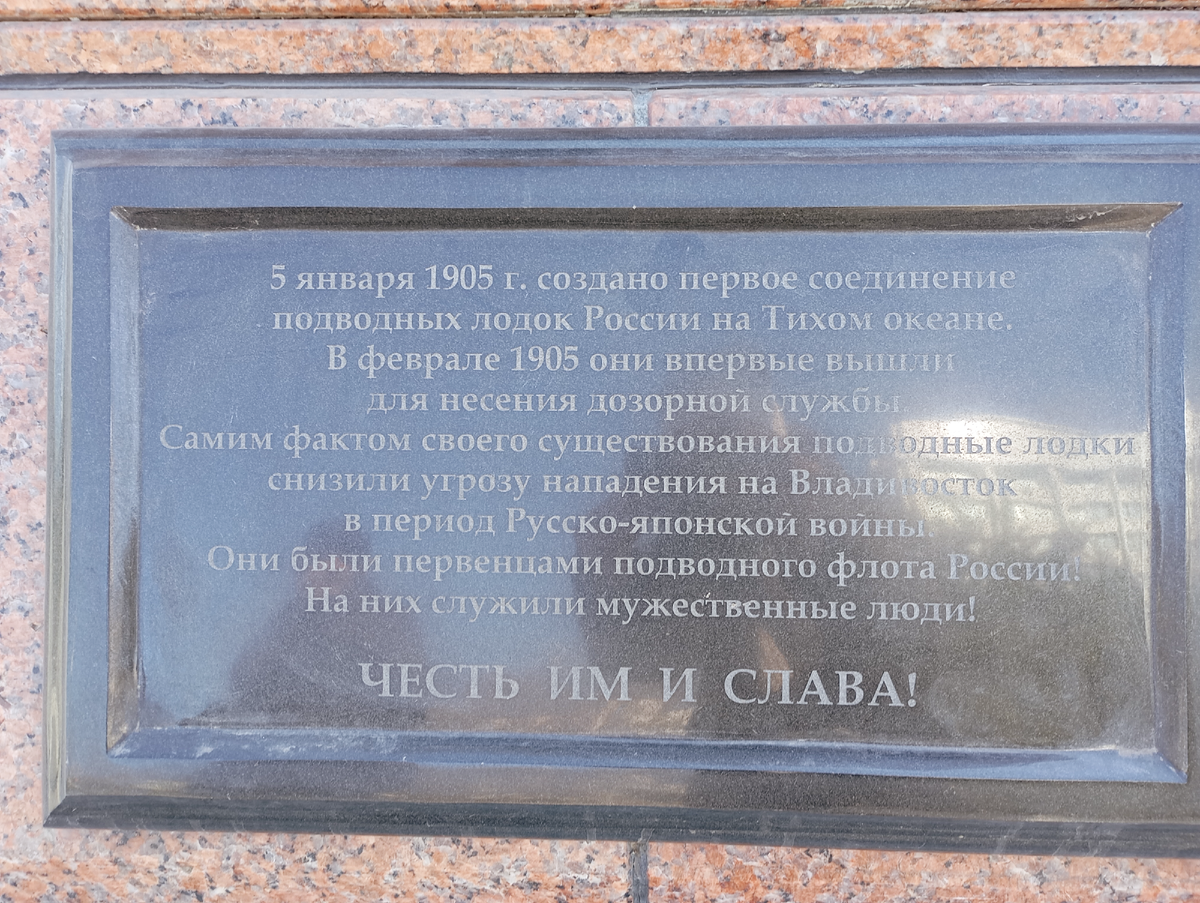 5 января 1905 г. создано первое соединение
подводных лодок России на Тихом океане.
В феврале 1905 они впервые вышли
для несения дозорной службы.
Самим фактом своего существования подводные лодки
снизили угрозу нападения на Владивосток
в период Русско-японской войны.
Они были первенцами подводного флота России!
На них служили мужественные люди!
ЧЕСТЬ ИМ И СЛАВА!